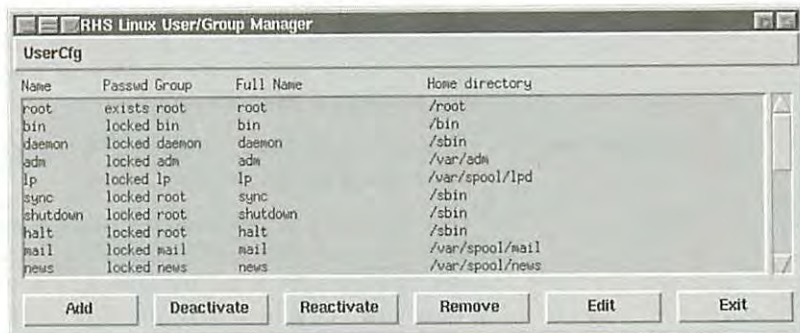 RHS Linux User/Group Manager
UserCfg
Name Passwd Group Full Name Home directory
root exists root root /root
bin locked bin bin /bin
daemon locked daemon daemon /sbin
adm locked adm adm /var/adm
lp locked lp lp /var/spool/lpd
sync locked root sync /sbin
shutdown locked root shutdown /sbin
halt locked root halt /sbin
mail locked mail mail /var/spool/mail
news locked news news /var/spool/news
Add Deactivate Reactivate Remove Edit Exit